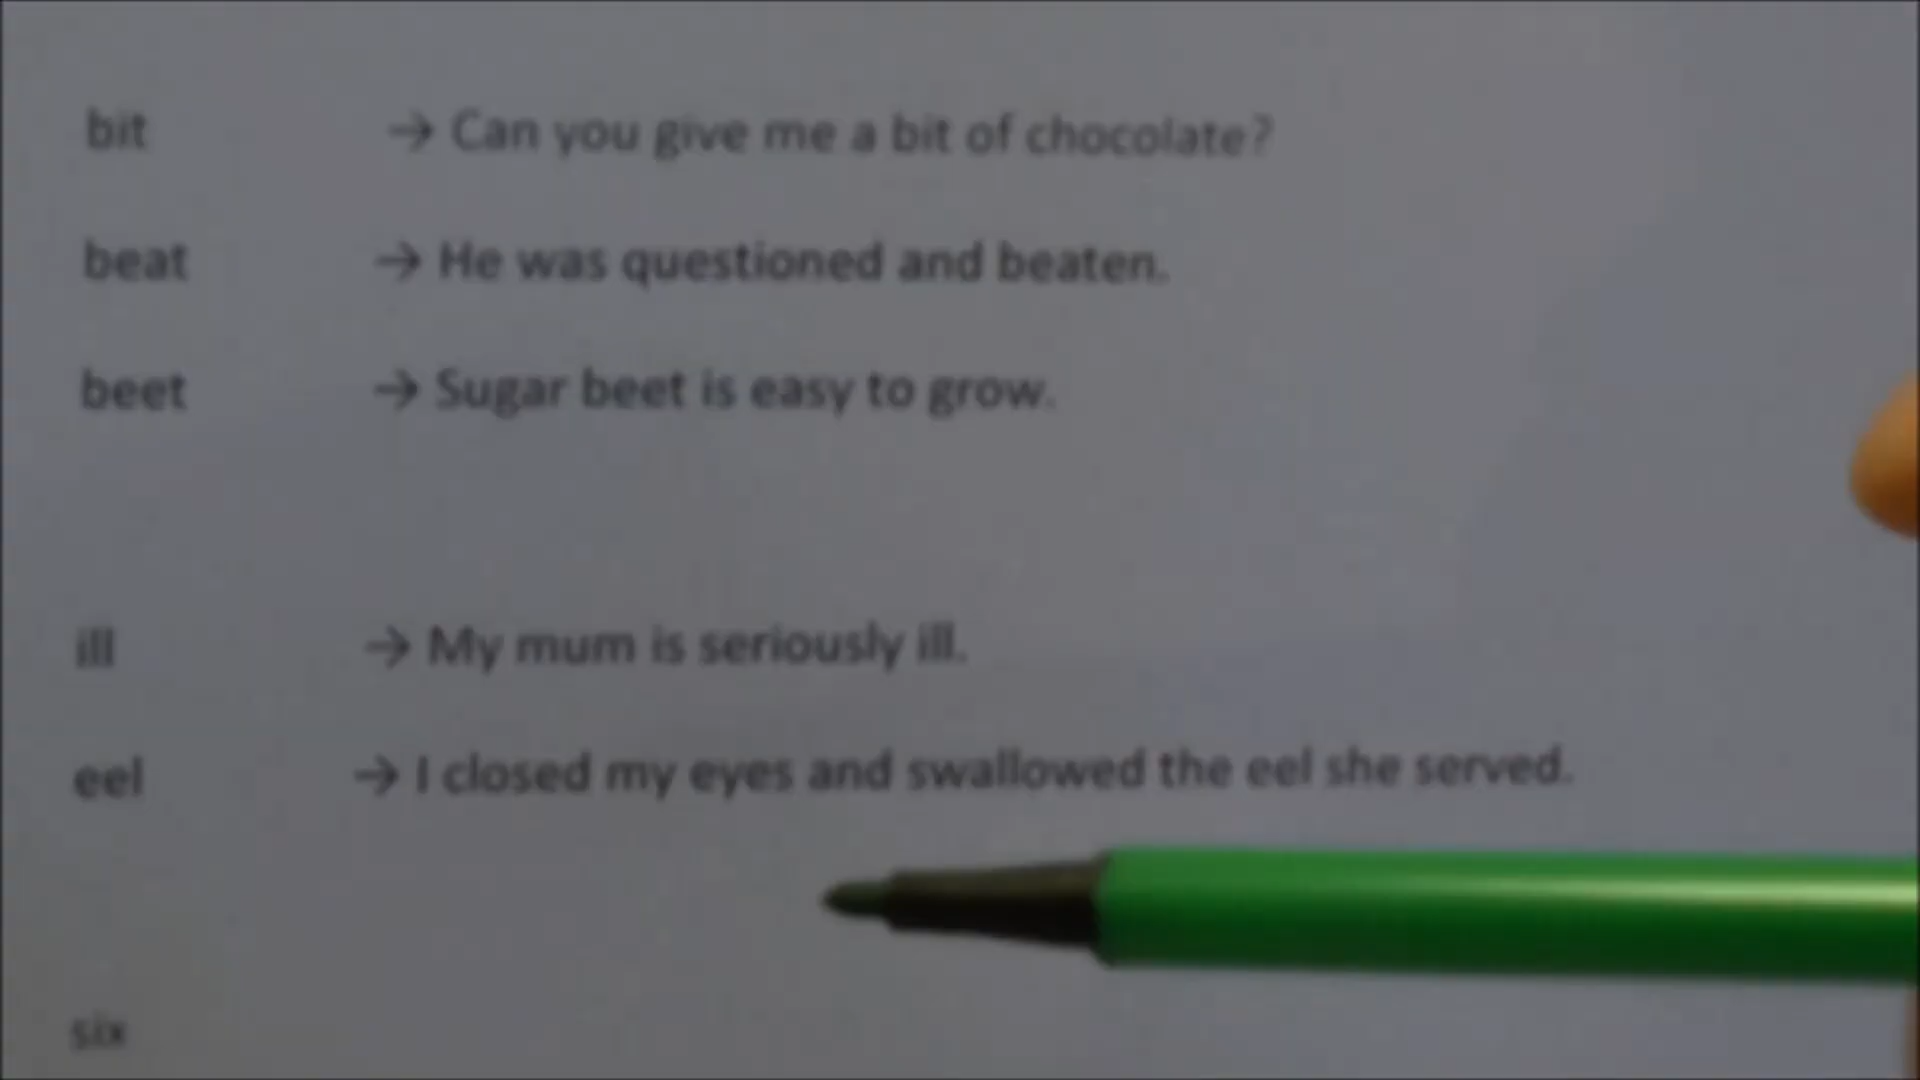 bit → Can you give me a bit of chocolate?
beat → He was questioned and beaten.
beet → Sugar beet is easy to grow.
ill → My mum is seriously ill.
eel → I closed my eyes and swallowed the eel she served.
six